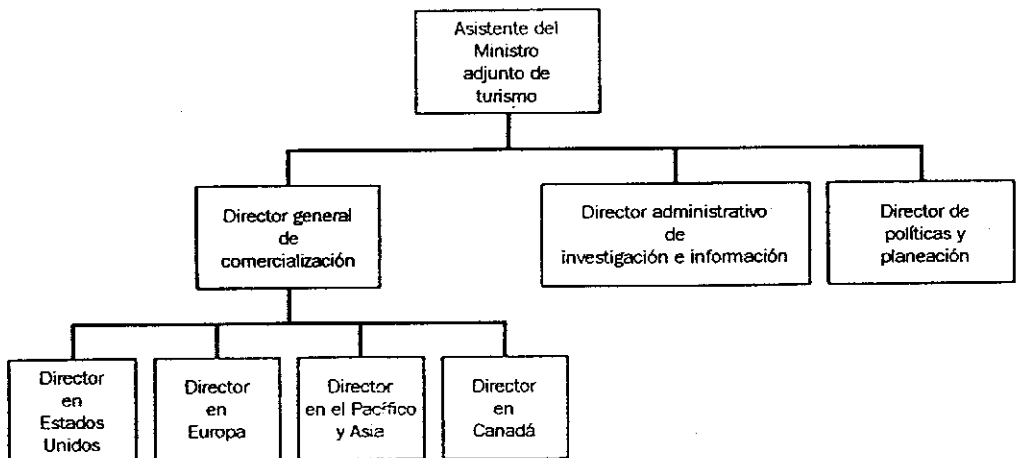 Asistente del
Ministro
adjunto de
turismo
Director general
de
comercialización
Director administrativo
de
investigación e información
Director de
políticas y
planeación
Director
en
Estados
Unidos
Director
en
Europa
Director
en el Pacífico
y Asia
Director
en
Canadá